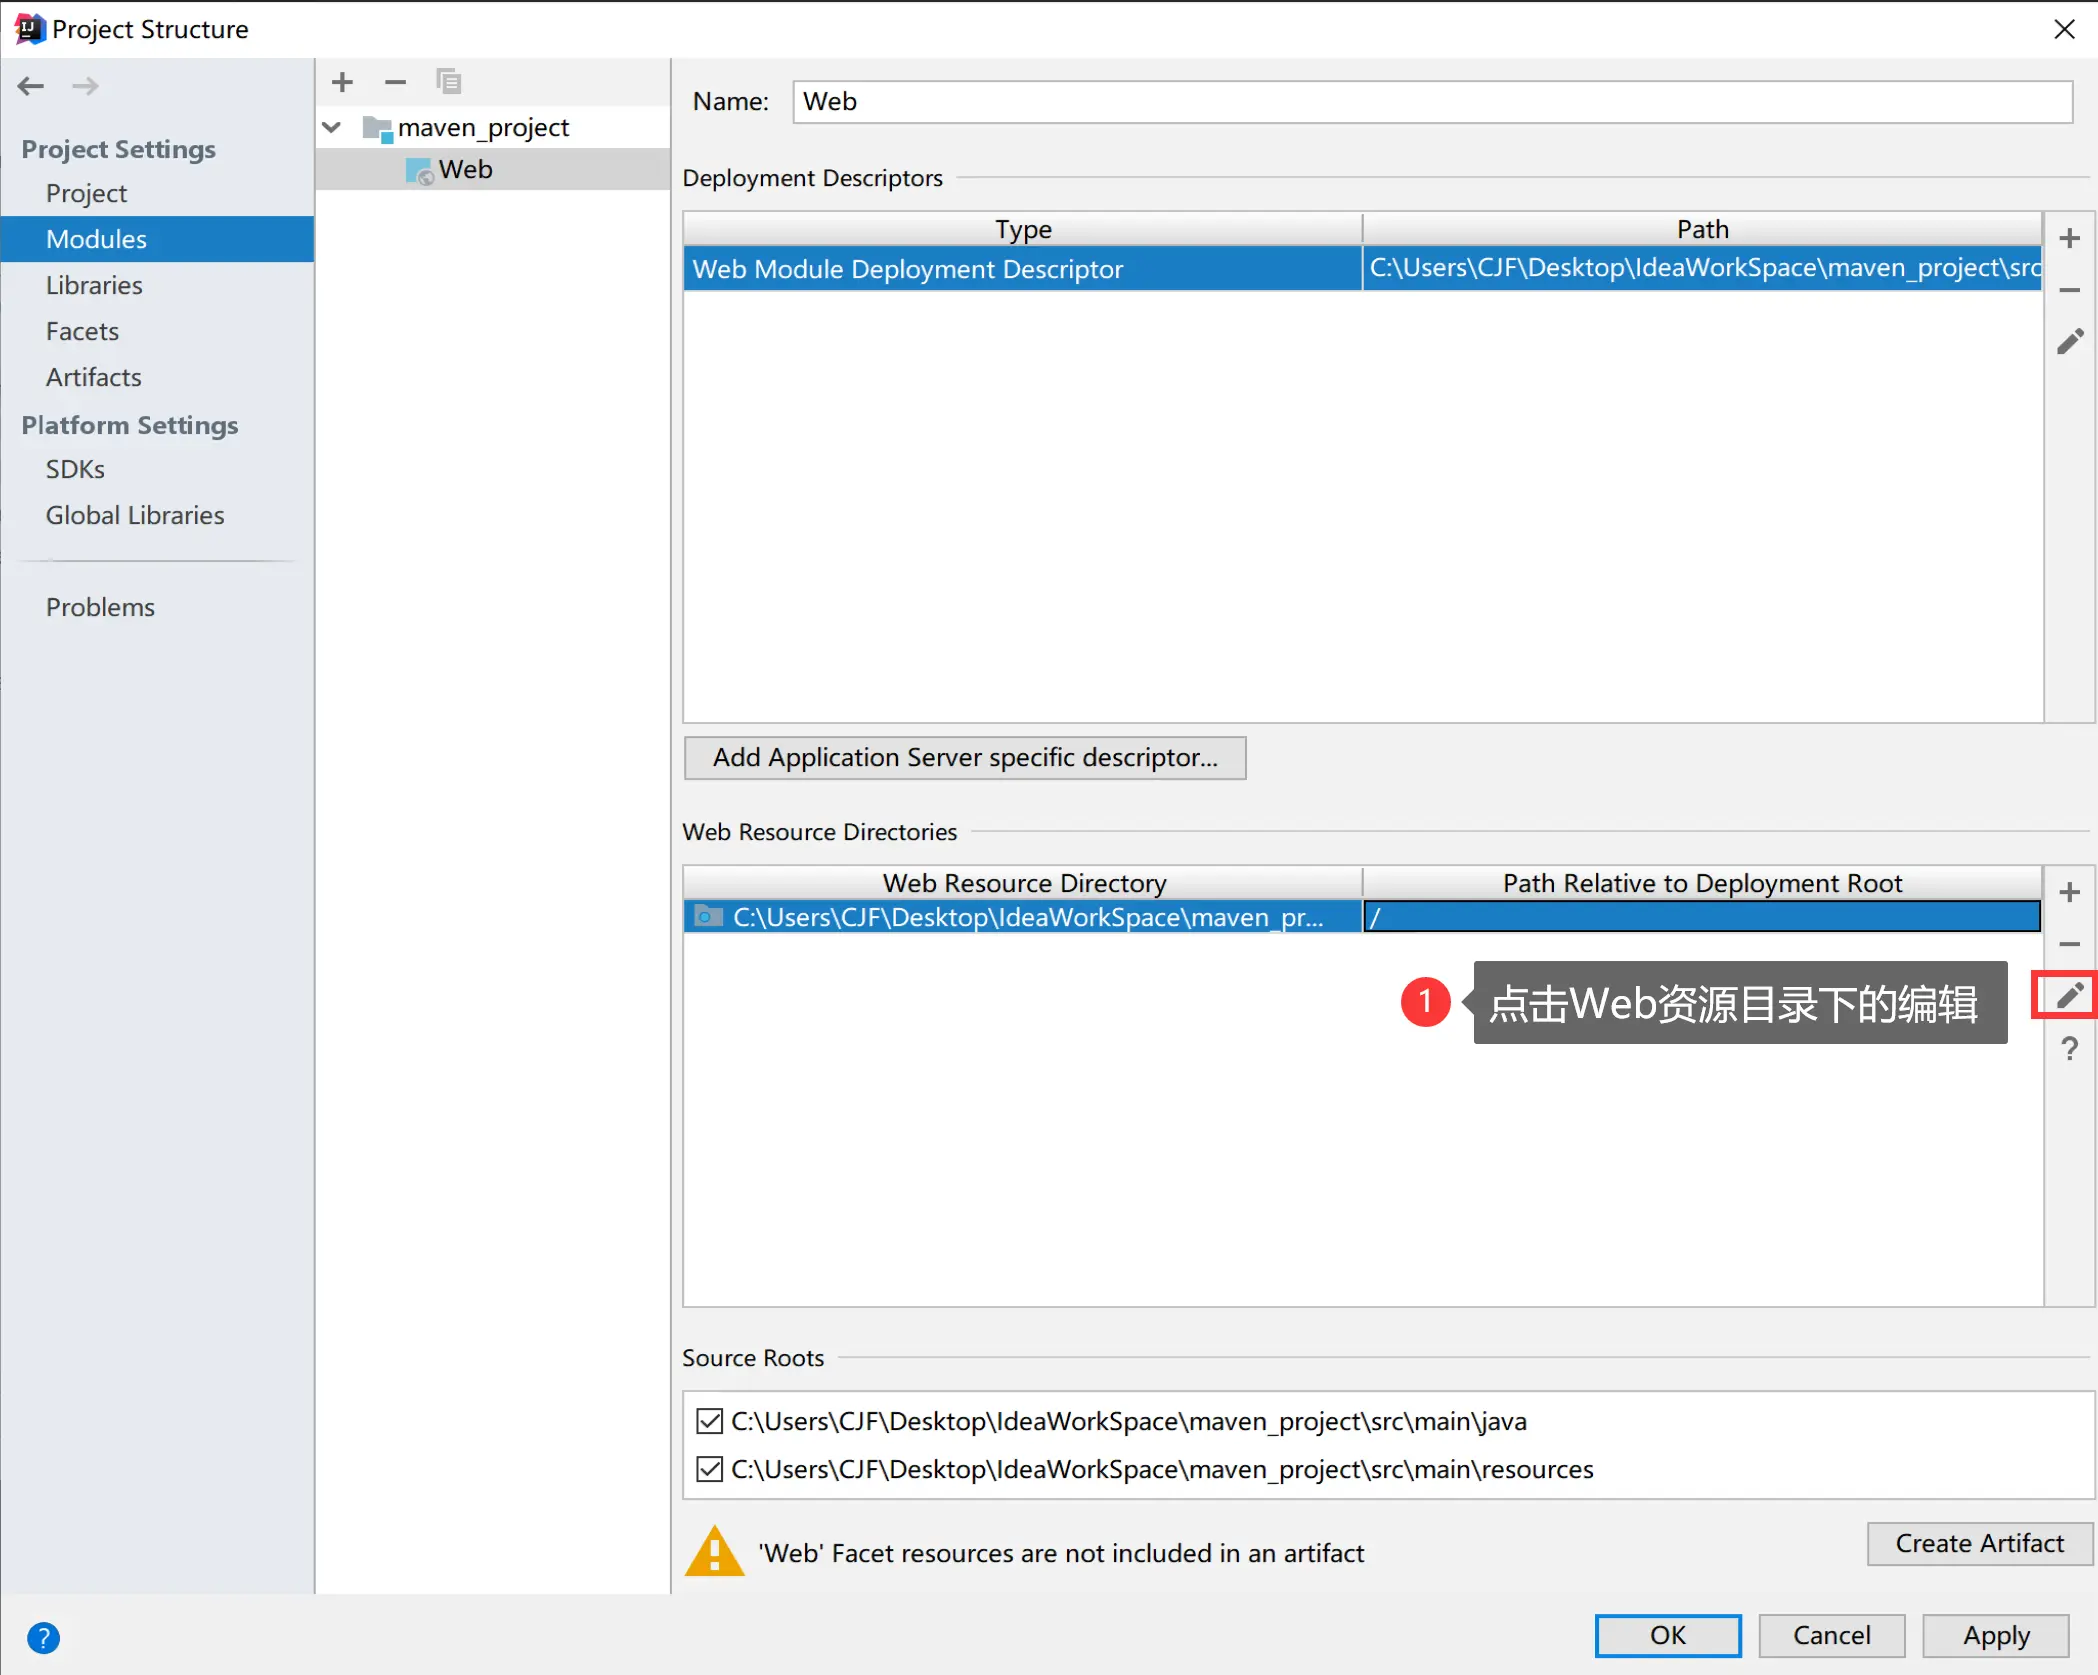 Project Structure
Project Settings
Project
Modules
Libraries
Facets
Artifacts
Platform Settings
SDKs
Global Libraries
Problems
maven_project
Web
Name: Web
Deployment Descriptors
Type Path
Web Module Deployment Descriptor C:\Users\CJF\Desktop\IdeaWorkSpace\maven_project\src
Add Application Server specific descriptor...
Web Resource Directories
Web Resource Directory Path Relative to Deployment Root
C:\Users\CJF\Desktop\IdeaWorkSpace\maven_pr... /
1 点击Web资源目录下的编辑
?
Source Roots
C:\Users\CJF\Desktop\IdeaWorkSpace\maven_project\src\main\java
C:\Users\CJF\Desktop\IdeaWorkSpace\maven_project\src\main\resources
'Web' Facet resources are not included in an artifact
Create Artifact
? OK Cancel Apply